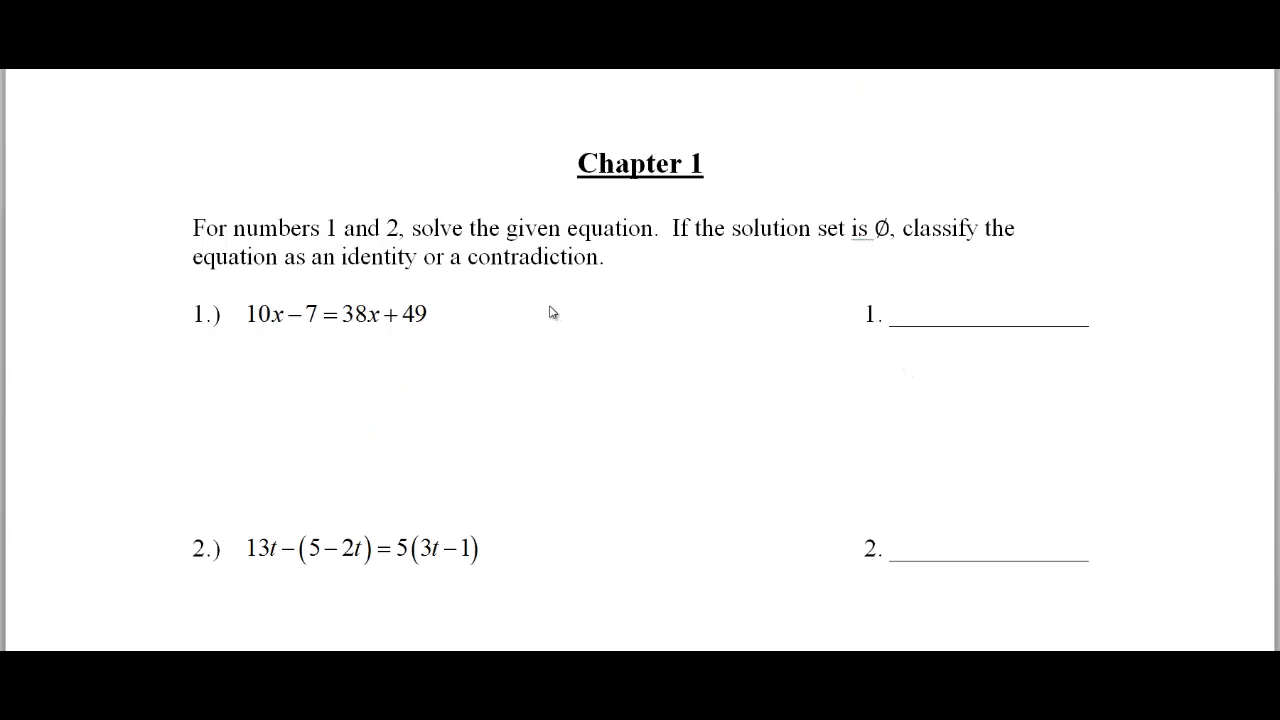 Chapter 1
For numbers 1 and 2, solve the given equation. If the solution set is ∅, classify the
equation as an identity or a contradiction.
1.) 10x − 7 = 38x + 49 1. ____________________
2.) 13t − (5 − 2t) = 5(3t − 1) 2. ____________________